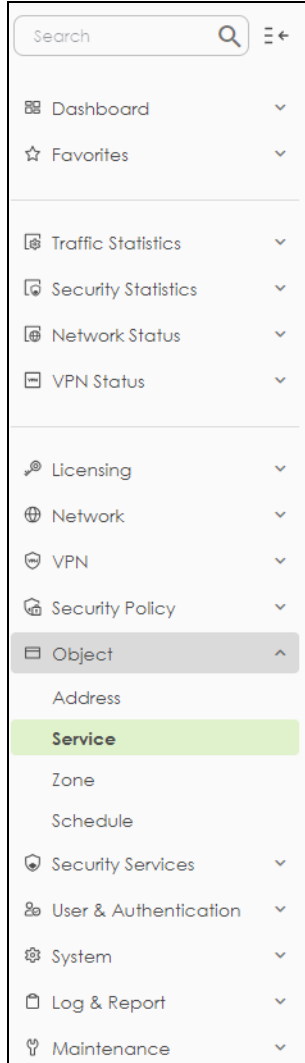 Search
Dashboard
Favorites
Traffic Statistics
Security Statistics
Network Status
VPN Status
Licensing
Network
VPN
Security Policy
Object
Address
Service
Zone
Schedule
Security Services
User & Authentication
System
Log & Report
Maintenance